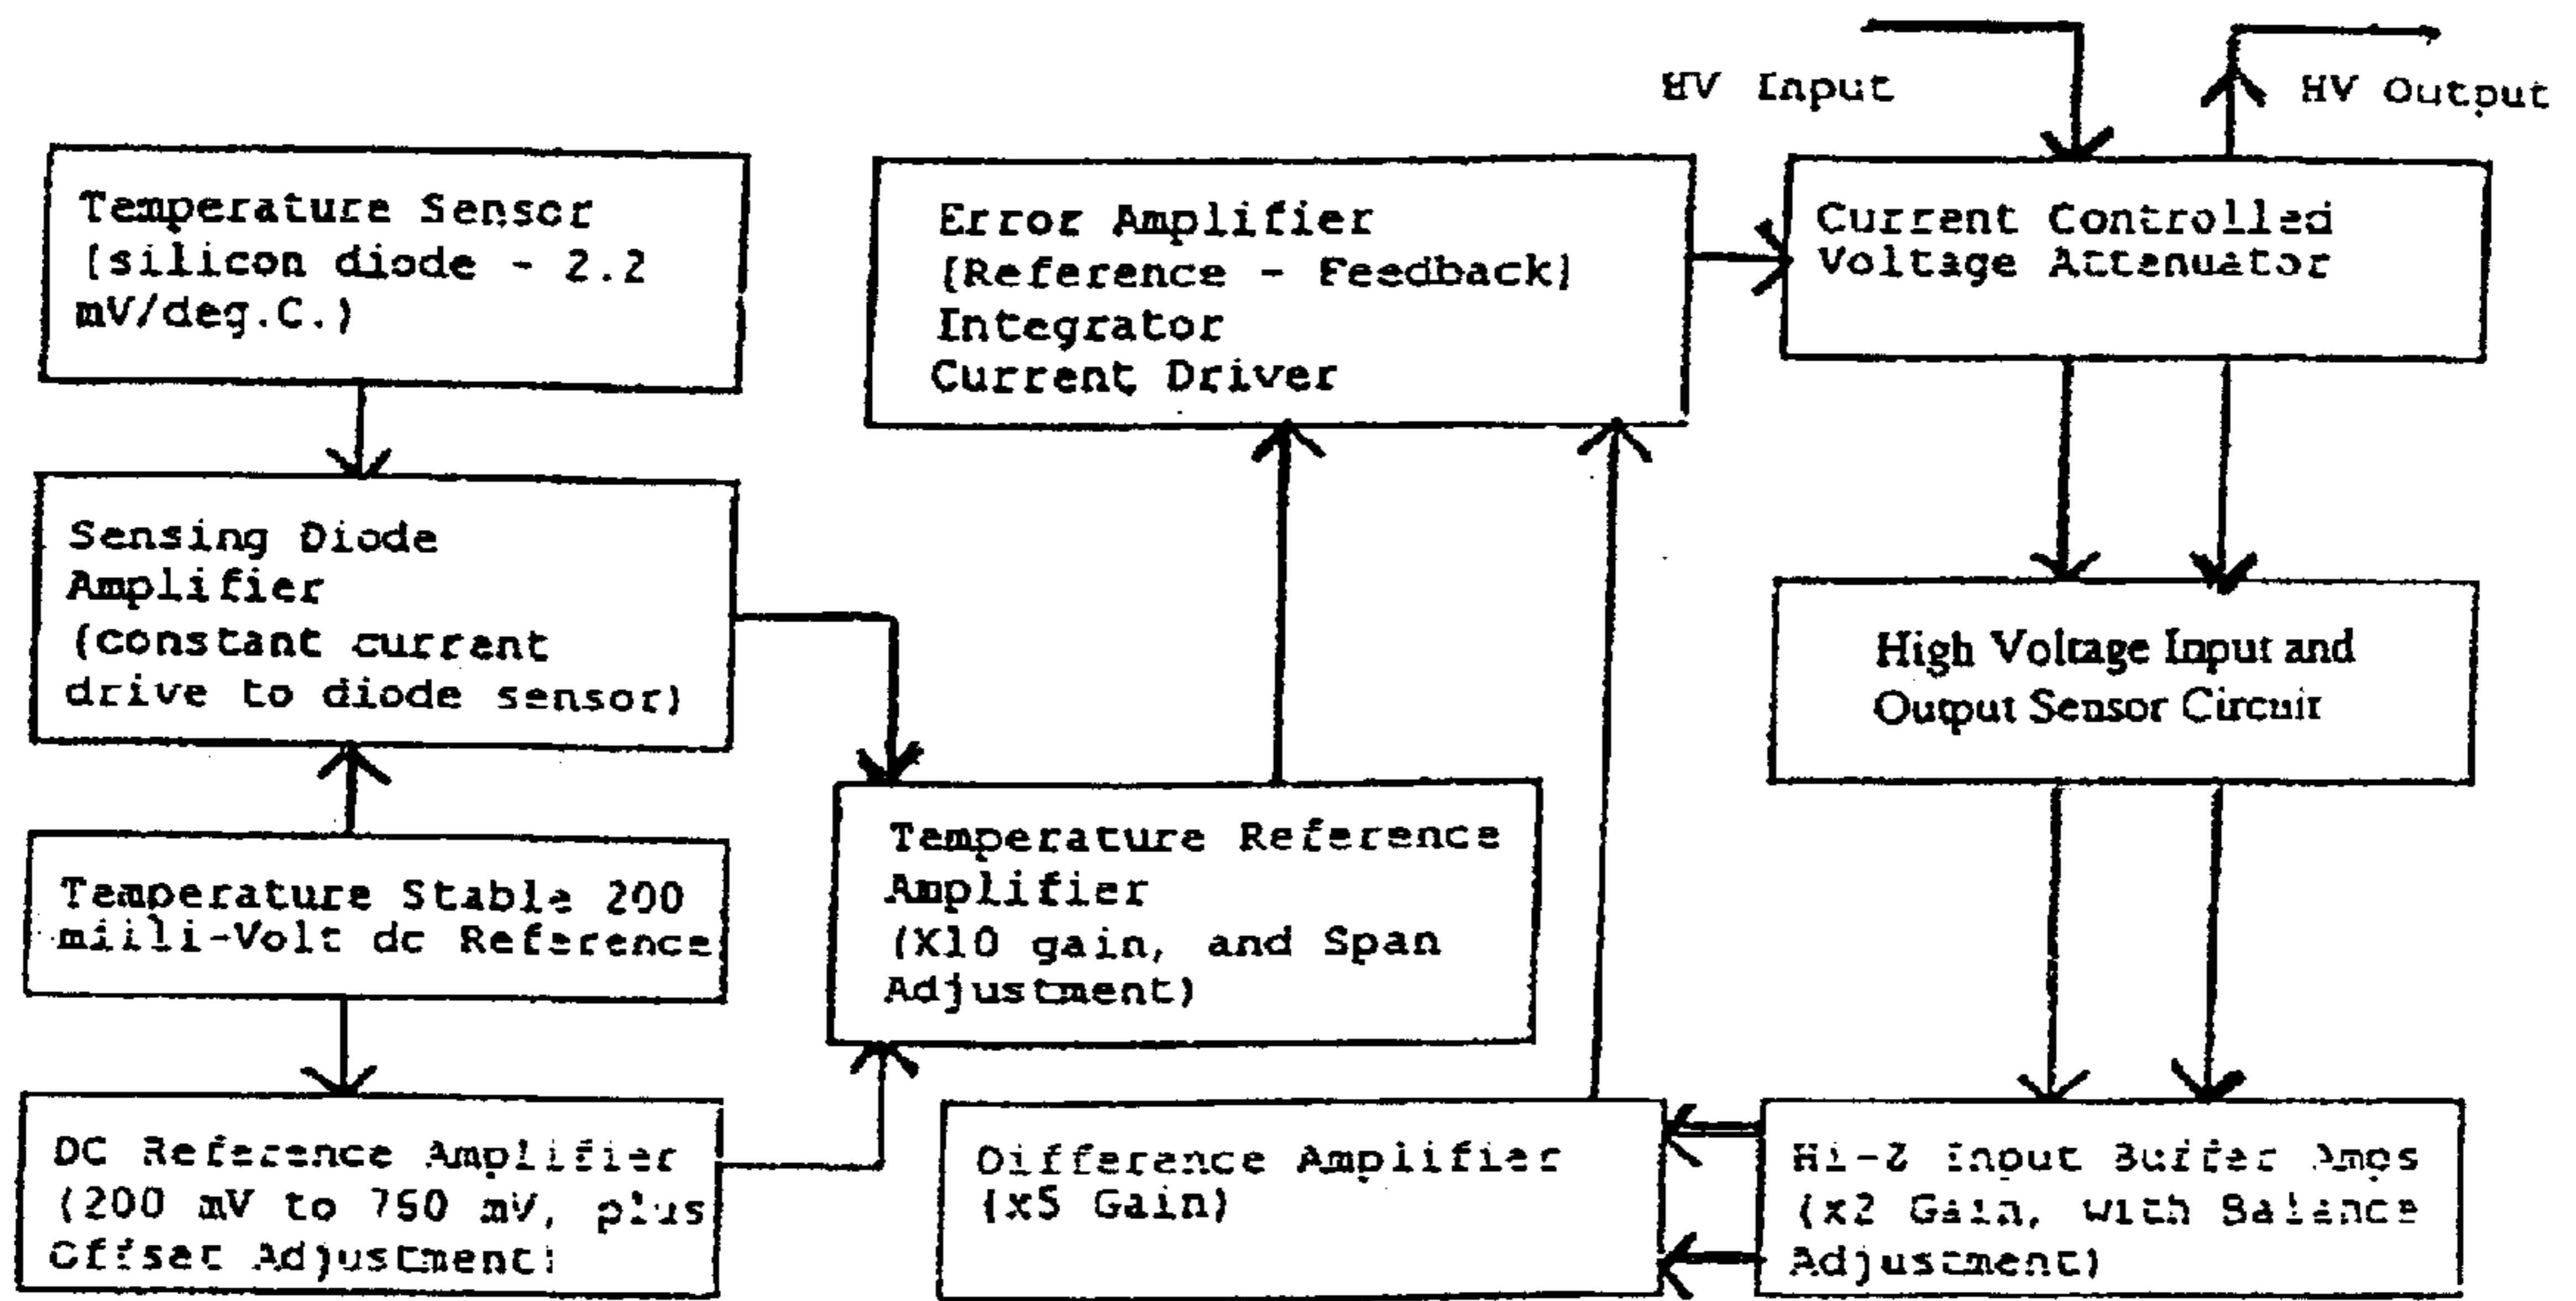 HV Input
HV Output
Temperature Sensor
(silicon diode - 2.2
mV/deg.C.)
Error Amplifier
(Reference - Feedback)
Integrator
Current Driver
Current Controlled
Voltage Attenuator
Sensing Diode
Amplifier
(constant current
drive to diode sensor)
High Voltage Input and
Output Sensor Circuit
Temperature Stable 200
miili-Volt dc Reference
Temperature Reference
Amplifier
(X10 gain, and Span
Adjustment)
DC Reference Amplifier
(200 mV to 750 mV, plus
Offset Adjustment)
Difference Amplifier
(x5 Gain)
Hi-Z Input Buffer Amps
(x2 Gain, with Balance
Adjustment)